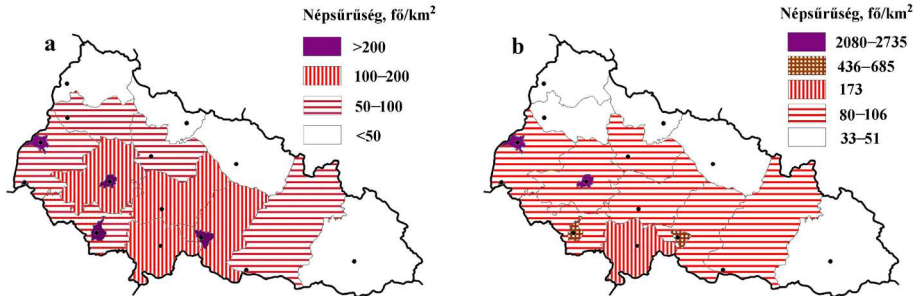 a
Népsűrűség, fő/km²
>200
100–200
50–100
<50
b
Népsűrűség, fő/km²
2080–2735
436–685
173
80–106
33–51